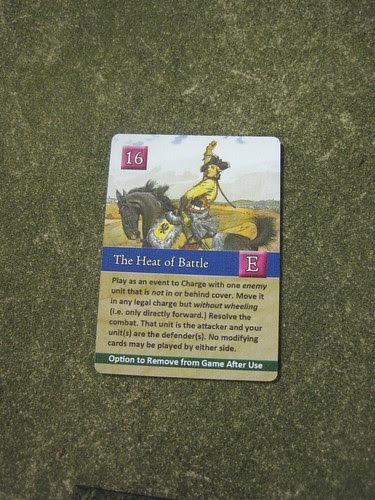 16
The Heat of Battle
E
Play as an event to Charge with one enemy
unit that is not in or behind cover. Move it
in any legal charge but without wheeling
(i.e. only directly forward.) Resolve the
combat. That unit is the attacker and your
unit(s) are the defender(s). No modifying
cards may be played by either side.
Option to Remove from Game After Use